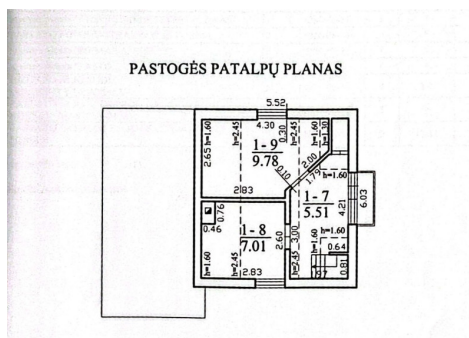 PASTOGĖS PATALPŲ PLANAS
5.52
4.30
0.30
h=1.60
h=2.45
h=2.45
h=1.30
2.65
1-9
9.78
2.00
0.10
1.79
h=1.60
2.83
1-7
5.51
4.21
6.03
0.76
0.46
1-8
7.01
2.60
3.00
h=1.60
h=1.60
0.64
h=1.60
h=2.45
h=2.45
0.81
2.83